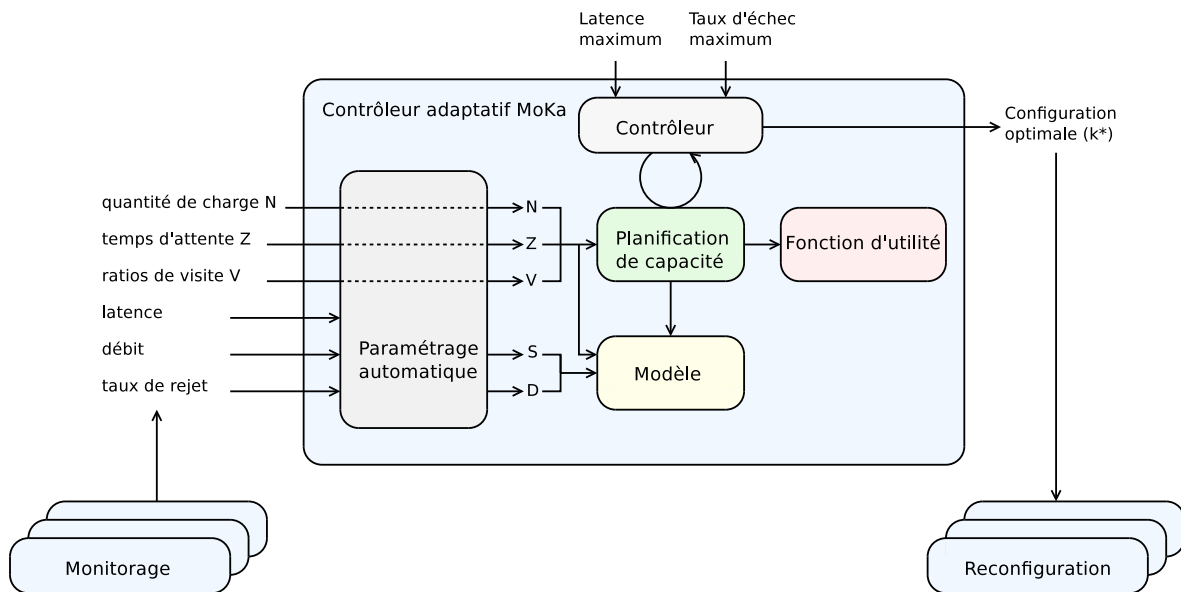 Latence
maximum
Taux d'échec
maximum
Contrôleur adaptatif MoKa
Contrôleur
Configuration
optimale (k*)
quantité de charge N
temps d'attente Z
ratios de visite V
latence
débit
taux de rejet
Paramétrage
automatique
N
Z
V
S
D
Planification
de capacité
Fonction d'utilité
Modèle
Monitorage
Reconfiguration